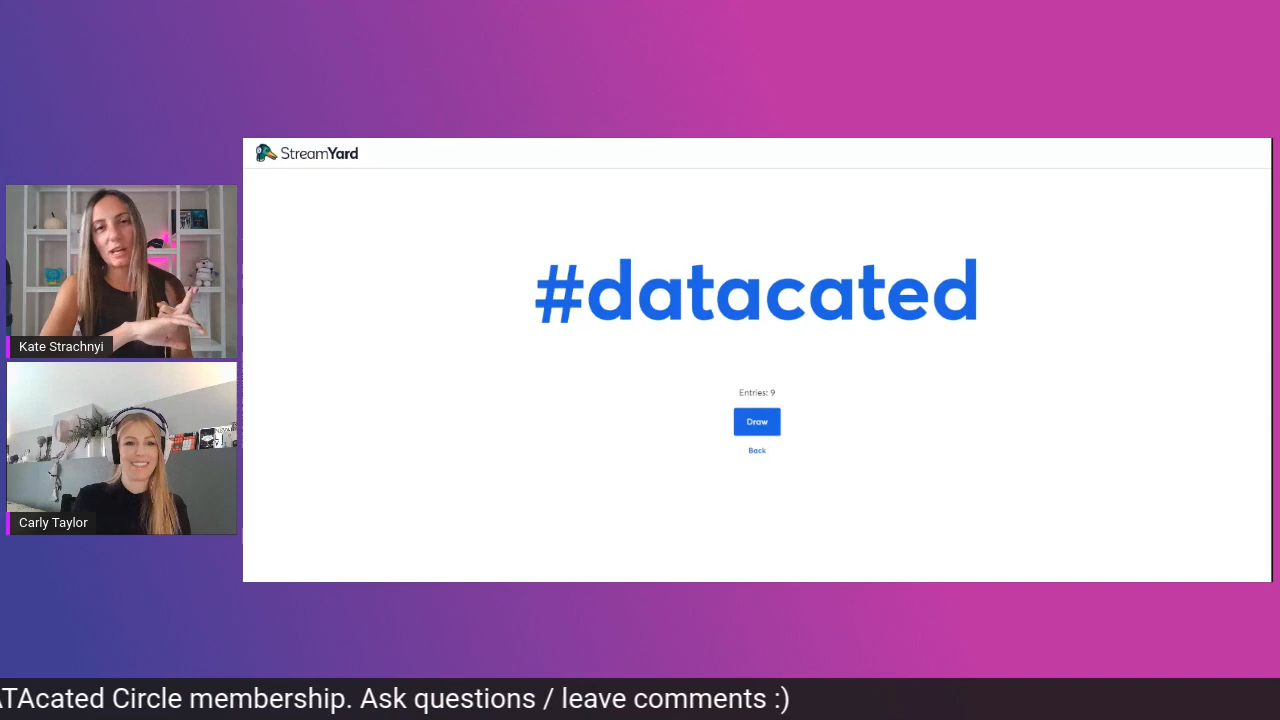 StreamYard
#datacated
Entries: 9
Draw
Back
Kate Strachnyi
Carly Taylor
TAcated Circle membership. Ask questions / leave comments :)